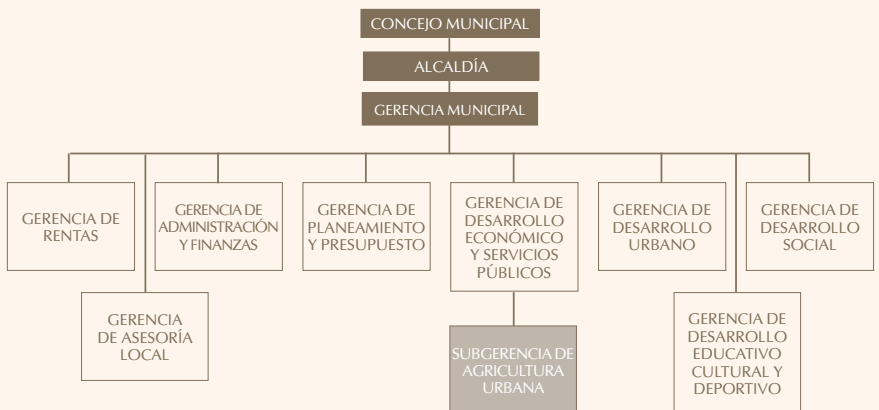 CONCEJO MUNICIPAL
ALCALDÍA
GERENCIA MUNICIPAL
GERENCIA DE
RENTAS
GERENCIA DE
ADMINISTRACIÓN
Y FINANZAS
GERENCIA DE
PLANEAMIENTO
Y PRESUPUESTO
GERENCIA DE
DESARROLLO
ECONÓMICO
Y SERVICIOS
PÚBLICOS
GERENCIA DE
DESARROLLO
URBANO
GERENCIA DE
DESARROLLO
SOCIAL
GERENCIA
DE ASESORÍA
LOCAL
SUBGERENCIA DE
AGRICULTURA
URBANA
GERENCIA DE
DESARROLLO
EDUCATIVO
CULTURAL Y
DEPORTIVO